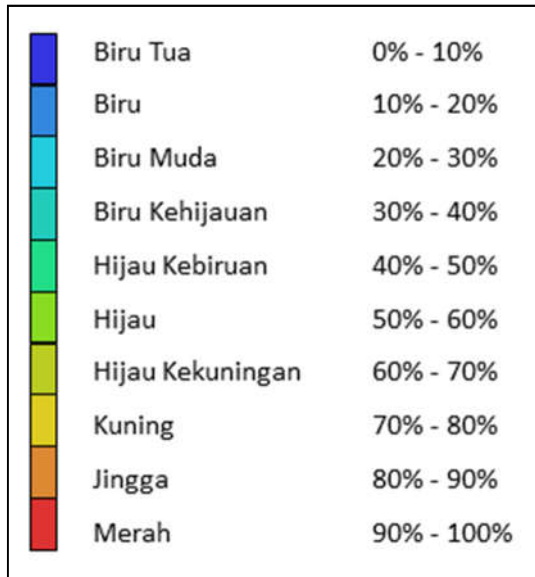 Biru Tua 0% - 10%
Biru 10% - 20%
Biru Muda 20% - 30%
Biru Kehijauan 30% - 40%
Hijau Kebiruan 40% - 50%
Hijau 50% - 60%
Hijau Kekuningan 60% - 70%
Kuning 70% - 80%
Jingga 80% - 90%
Merah 90% - 100%